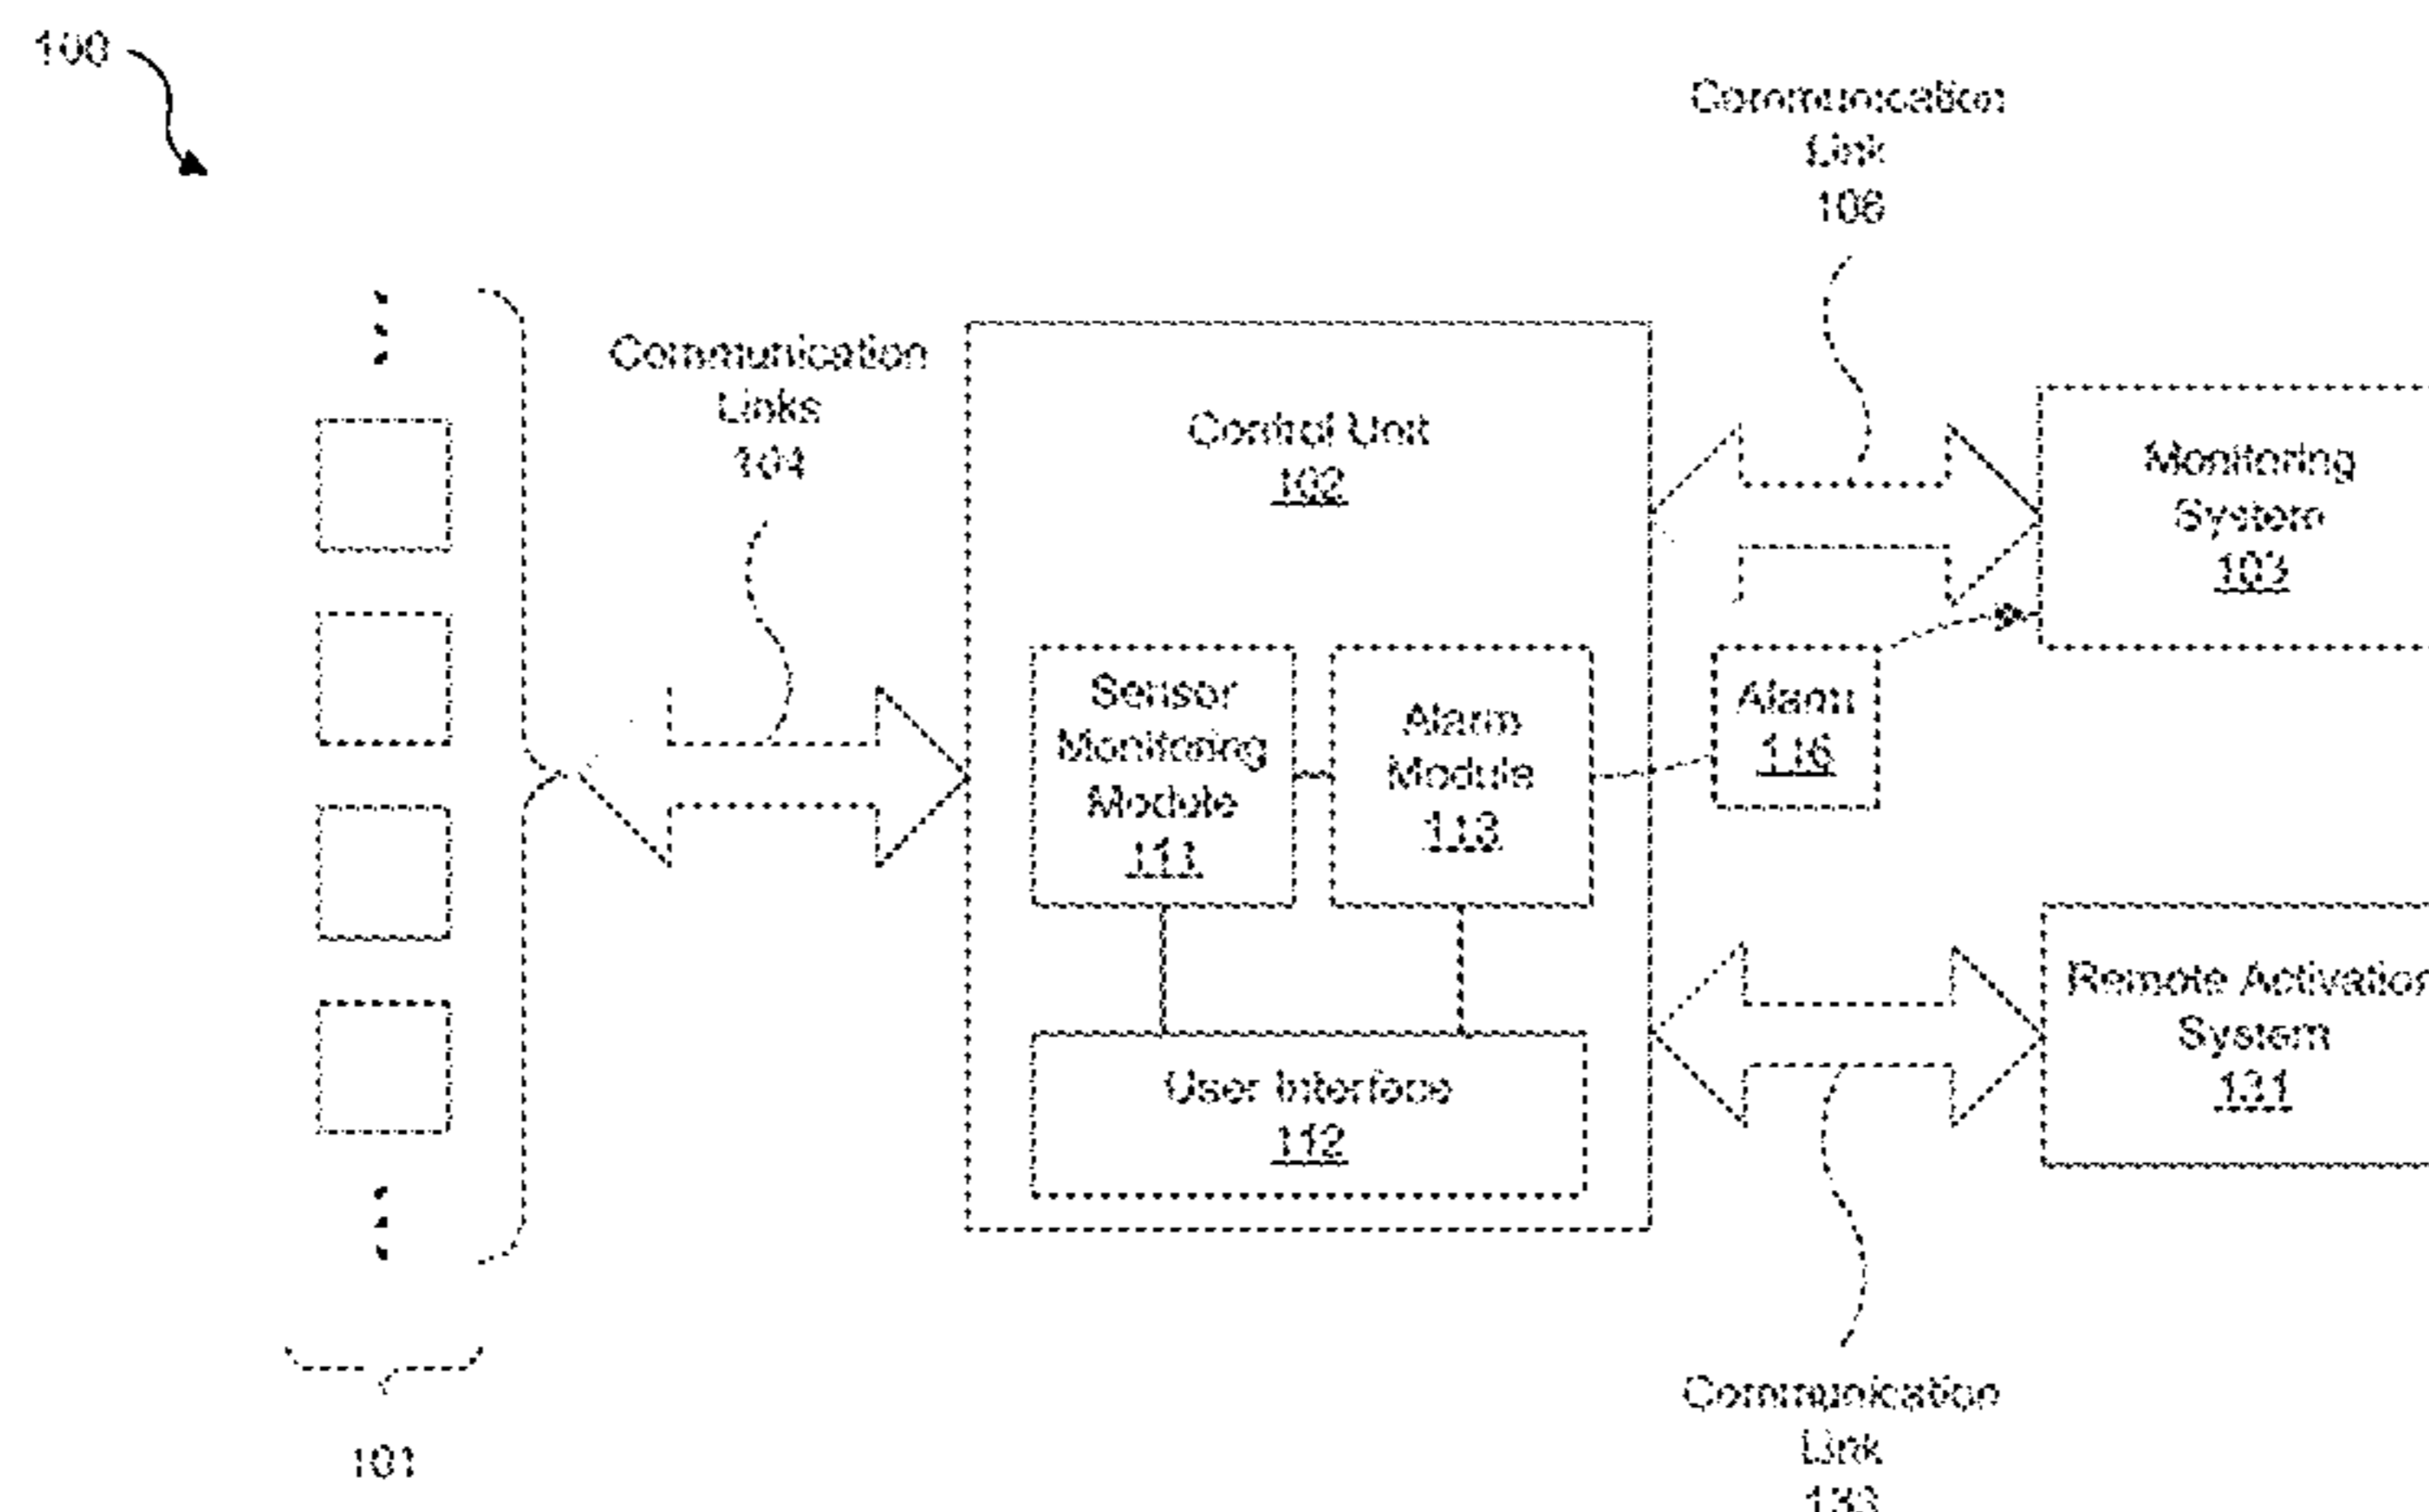 100
Communication
Link
106
Communication
Links
104
Control Unit
102
Monitoring
System
103
Sensor
Monitoring
Module
111
Alarm
Module
113
Alarm
116
Remote Activation
System
131
User Interface
112
101
Communication
Link
133